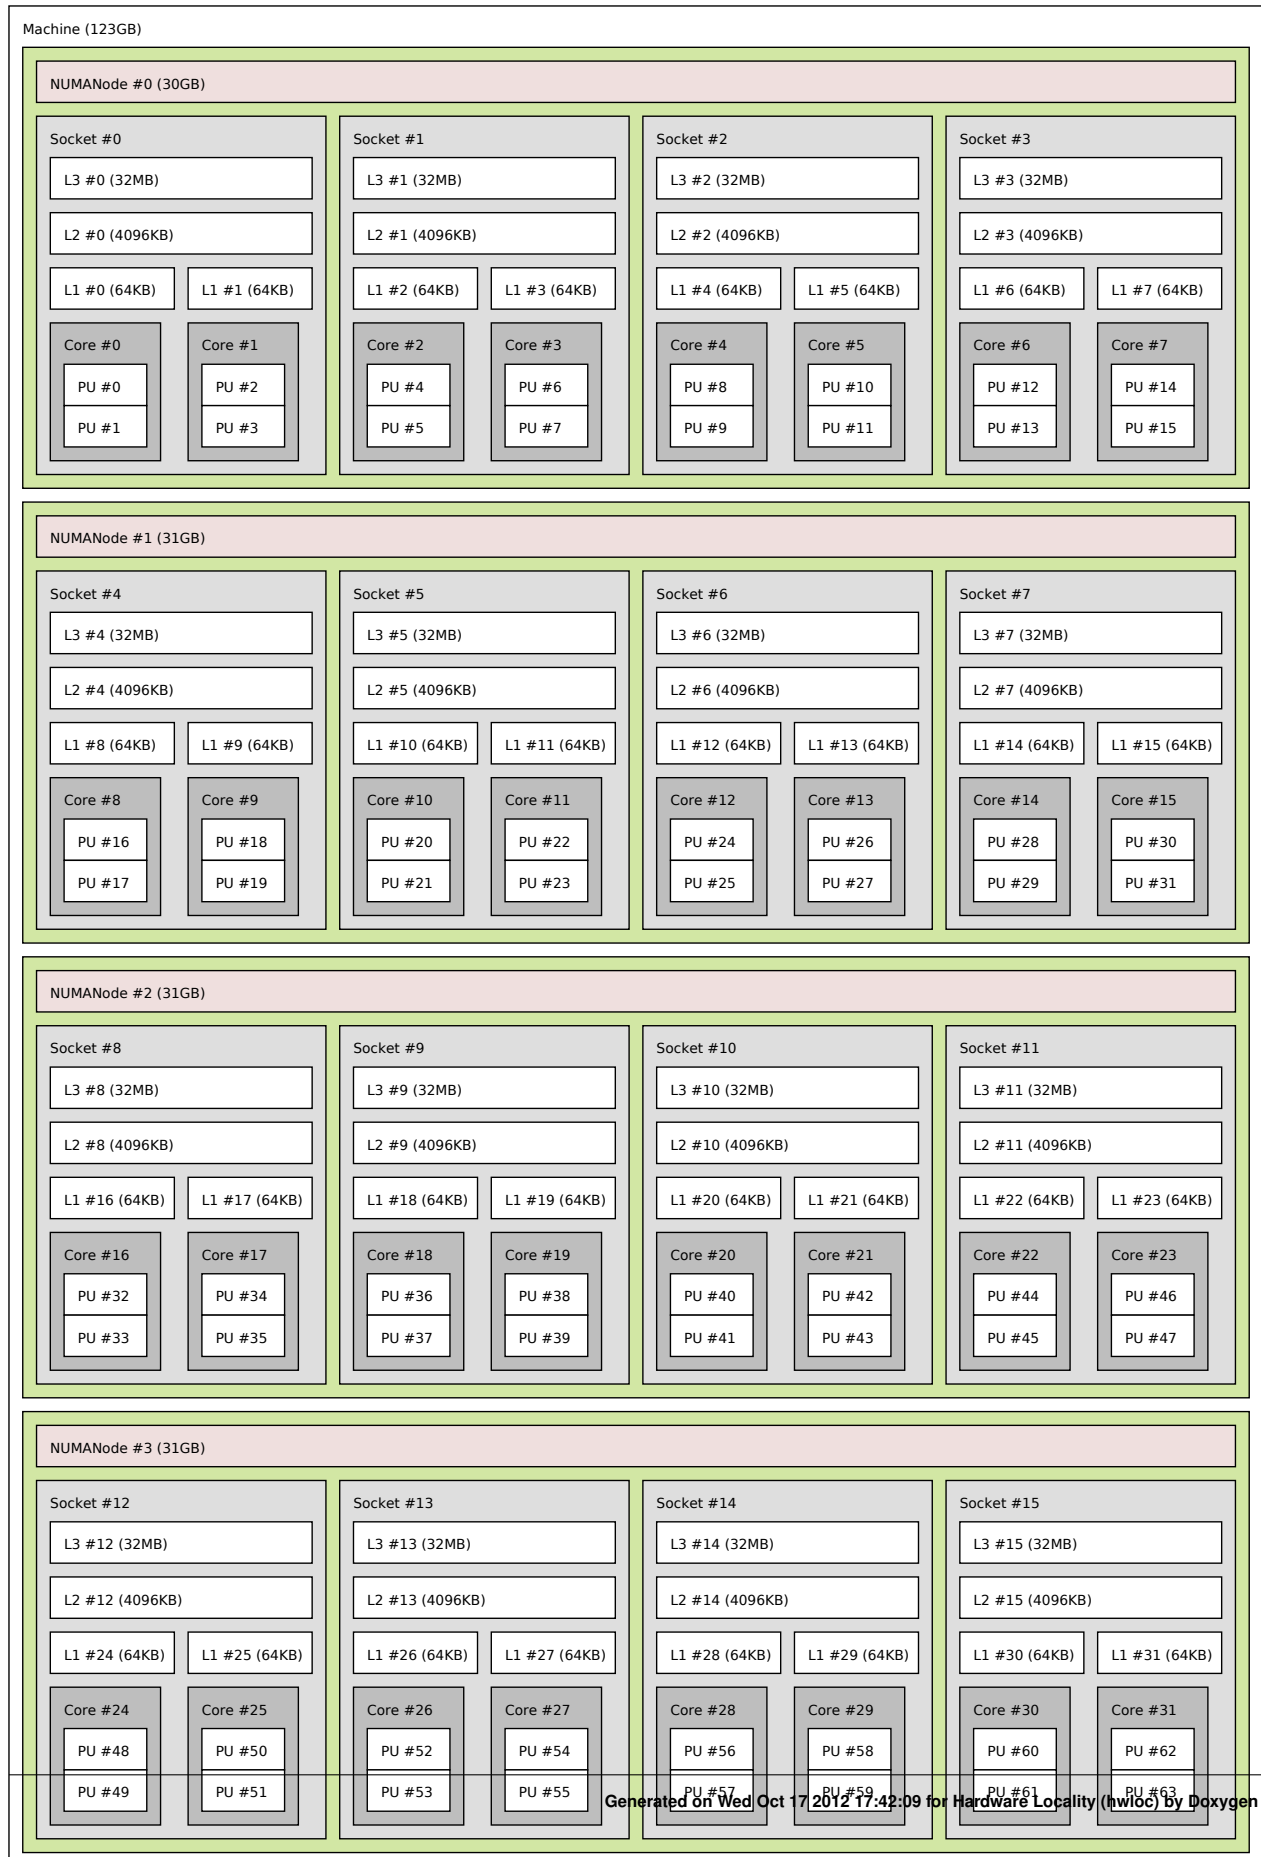 Machine (123GB)
NUMANode #0 (30GB)
Socket #0 Socket #1 Socket #2 Socket #3
L3 #0 (32MB) L3 #1 (32MB) L3 #2 (32MB) L3 #3 (32MB)
L2 #0 (4096KB) L2 #1 (4096KB) L2 #2 (4096KB) L2 #3 (4096KB)
L1 #0 (64KB) L1 #1 (64KB) L1 #2 (64KB) L1 #3 (64KB) L1 #4 (64KB) L1 #5 (64KB) L1 #6 (64KB) L1 #7 (64KB)
Core #0 Core #1 Core #2 Core #3 Core #4 Core #5 Core #6 Core #7
PU #0 PU #2 PU #4 PU #6 PU #8 PU #10 PU #12 PU #14
PU #1 PU #3 PU #5 PU #7 PU #9 PU #11 PU #13 PU #15
NUMANode #1 (31GB)
Socket #4 Socket #5 Socket #6 Socket #7
L3 #4 (32MB) L3 #5 (32MB) L3 #6 (32MB) L3 #7 (32MB)
L2 #4 (4096KB) L2 #5 (4096KB) L2 #6 (4096KB) L2 #7 (4096KB)
L1 #8 (64KB) L1 #9 (64KB) L1 #10 (64KB) L1 #11 (64KB) L1 #12 (64KB) L1 #13 (64KB) L1 #14 (64KB) L1 #15 (64KB)
Core #8 Core #9 Core #10 Core #11 Core #12 Core #13 Core #14 Core #15
PU #16 PU #18 PU #20 PU #22 PU #24 PU #26 PU #28 PU #30
PU #17 PU #19 PU #21 PU #23 PU #25 PU #27 PU #29 PU #31
NUMANode #2 (31GB)
Socket #8 Socket #9 Socket #10 Socket #11
L3 #8 (32MB) L3 #9 (32MB) L3 #10 (32MB) L3 #11 (32MB)
L2 #8 (4096KB) L2 #9 (4096KB) L2 #10 (4096KB) L2 #11 (4096KB)
L1 #16 (64KB) L1 #17 (64KB) L1 #18 (64KB) L1 #19 (64KB) L1 #20 (64KB) L1 #21 (64KB) L1 #22 (64KB) L1 #23 (64KB)
Core #16 Core #17 Core #18 Core #19 Core #20 Core #21 Core #22 Core #23
PU #32 PU #34 PU #36 PU #38 PU #40 PU #42 PU #44 PU #46
PU #33 PU #35 PU #37 PU #39 PU #41 PU #43 PU #45 PU #47
NUMANode #3 (31GB)
Socket #12 Socket #13 Socket #14 Socket #15
L3 #12 (32MB) L3 #13 (32MB) L3 #14 (32MB) L3 #15 (32MB)
L2 #12 (4096KB) L2 #13 (4096KB) L2 #14 (4096KB) L2 #15 (4096KB)
L1 #24 (64KB) L1 #25 (64KB) L1 #26 (64KB) L1 #27 (64KB) L1 #28 (64KB) L1 #29 (64KB) L1 #30 (64KB) L1 #31 (64KB)
Core #24 Core #25 Core #26 Core #27 Core #28 Core #29 Core #30 Core #31
PU #48 PU #50 PU #52 PU #54 PU #56 PU #58 PU #60 PU #62
PU #49 PU #51 PU #53 PU #55 PU #57 PU #59 PU #61 PU #63
Generated on Wed Oct 17 2012 17:42:09 for Hardware Locality (hwloc) by Doxygen